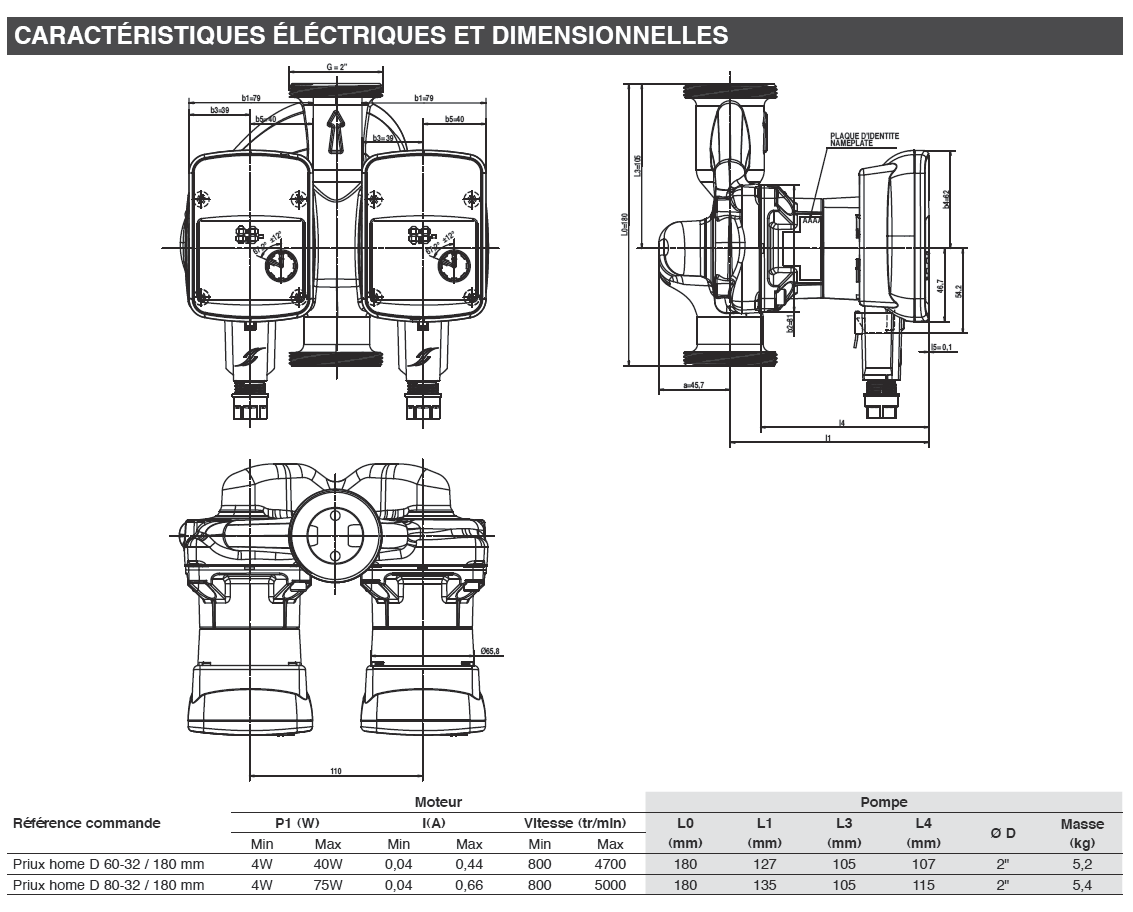 CARACTÉRISTIQUES ÉLÉCTRIQUES ET DIMENSIONNELLES
G = 2"
b1=79
b1=79
b3=39
b5=40
b5=40
b3=39
±12°
±12°
L3=105
L0=180
PLAQUE D'IDENTITE
NAMEPLATE
b4=62
46,7
54,2
b2=81
l5=0,1
a=45,7
l4
l1
Ø65,8
110
Moteur Pompe
Référence commande P1 (W) I(A) Vitesse (tr/min) L0 L1 L3 L4 Ø D Masse
Min Max Min Max Min Max (mm) (mm) (mm) (mm) (kg)
Priux home D 60-32 / 180 mm 4W 40W 0,04 0,44 800 4700 180 127 105 107 2" 5,2
Priux home D 80-32 / 180 mm 4W 75W 0,04 0,66 800 5000 180 135 105 115 2" 5,4